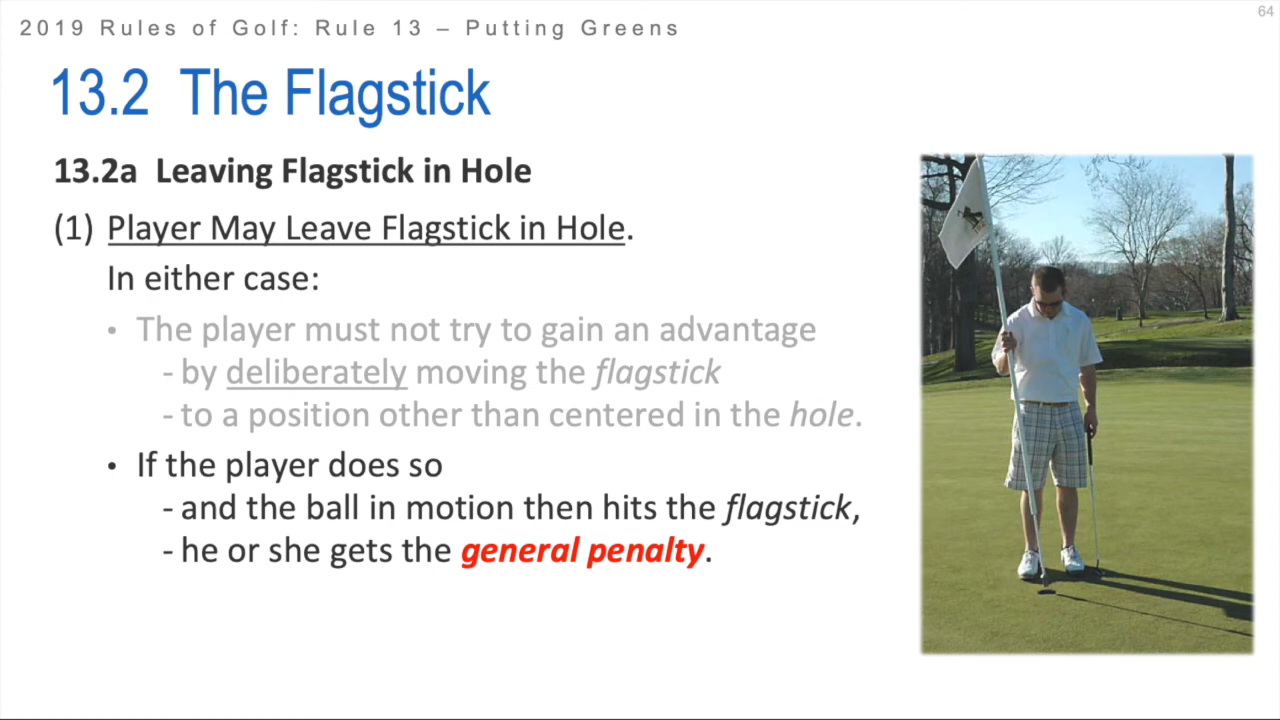 64
2019 Rules of Golf: Rule 13 – Putting Greens
13.2 The Flagstick
13.2a Leaving Flagstick in Hole
(1) Player May Leave Flagstick in Hole.
In either case:
• The player must not try to gain an advantage
- by deliberately moving the flagstick
- to a position other than centered in the hole.
• If the player does so
- and the ball in motion then hits the flagstick,
- he or she gets the general penalty.